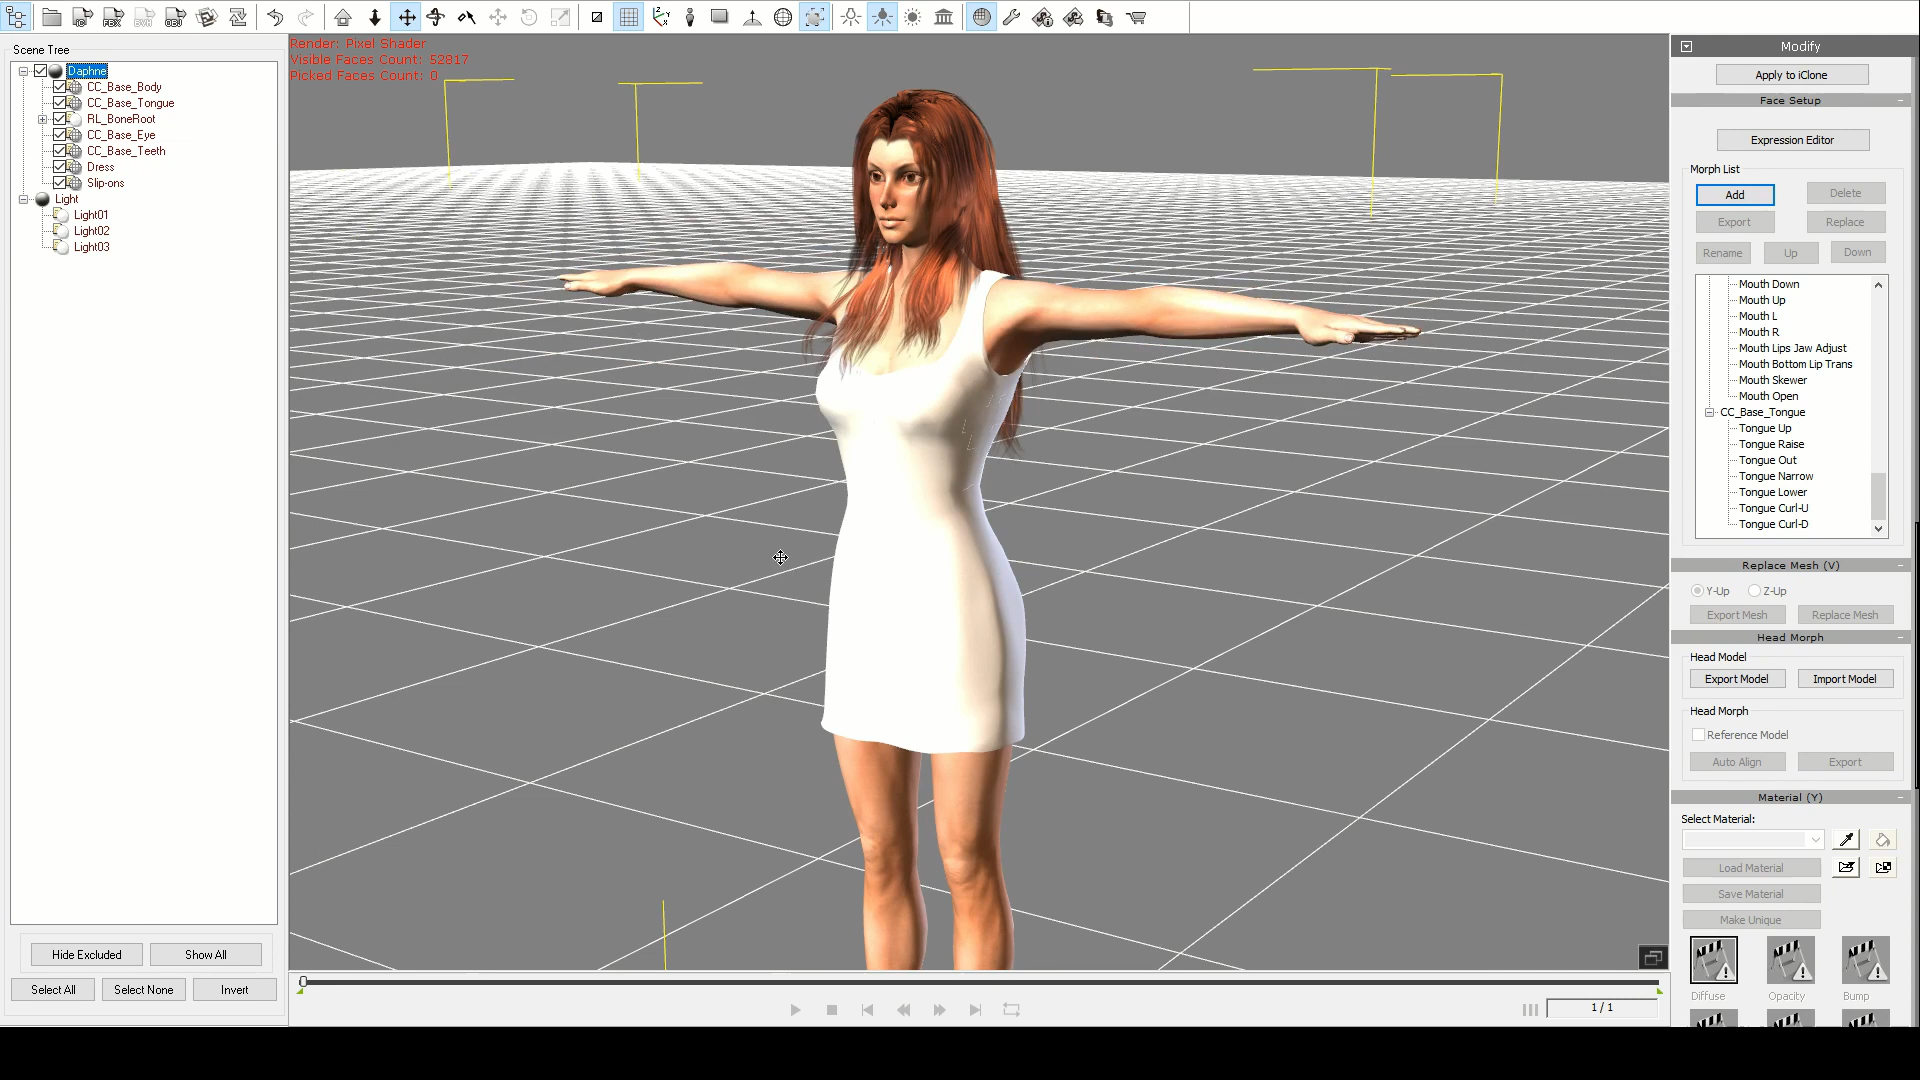 Scene Tree
Daphne
CC_Base_Body
CC_Base_Tongue
RL_BoneRoot
CC_Base_Eye
CC_Base_Teeth
Dress
Slip-ons
Light
Light01
Light02
Light03
Hide Excluded
Show All
Select All
Select None
Invert
FBX
BVH
OBJ
Render: Pixel Shader
Visible Faces Count: 52817
Picked Faces Count: 0
1 / 1
Modify
Apply to iClone
Face Setup
Expression Editor
Morph List
Add
Delete
Export
Replace
Rename
Up
Down
Mouth Down
Mouth Up
Mouth L
Mouth R
Mouth Lips Jaw Adjust
Mouth Bottom Lip Trans
Mouth Skewer
Mouth Open
CC_Base_Tongue
Tongue Up
Tongue Raise
Tongue Out
Tongue Narrow
Tongue Lower
Tongue Curl-U
Tongue Curl-D
Replace Mesh (V)
Y-Up
Z-Up
Export Mesh
Replace Mesh
Head Morph
Head Model
Export Model
Import Model
Head Morph
Reference Model
Auto Align
Export
Material (Y)
Select Material:
Load Material
Save Material
Make Unique
Diffuse
Opacity
Bump